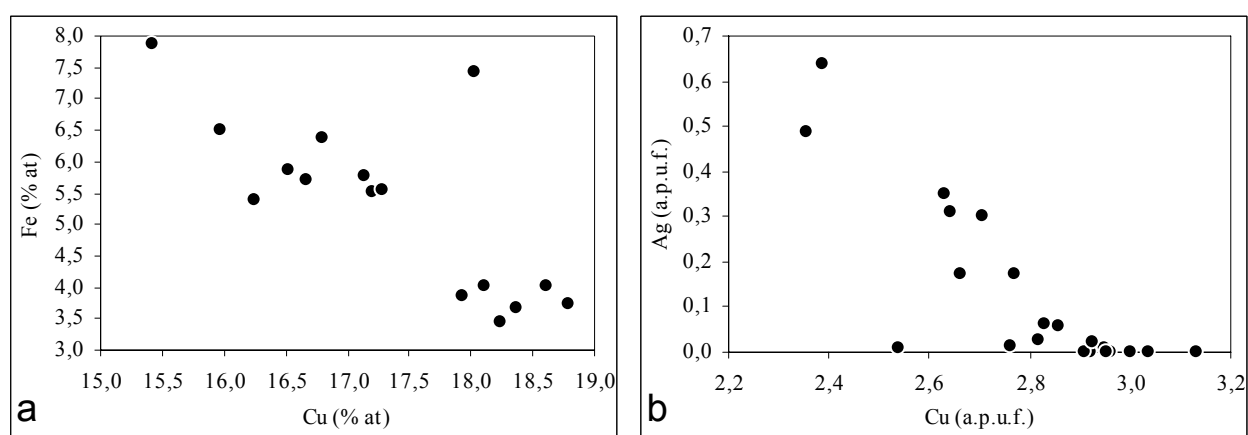 8,0
7,5
7,0
6,5
6,0
5,5
5,0
4,5
4,0
3,5
3,0
Fe (% at)
15,0 15,5 16,0 16,5 17,0 17,5 18,0 18,5 19,0
Cu (% at)
a
0,7
0,6
0,5
0,4
0,3
0,2
0,1
0,0
Ag (a.p.u.f.)
2,2 2,4 2,6 2,8 3,0 3,2
Cu (a.p.u.f.)
b